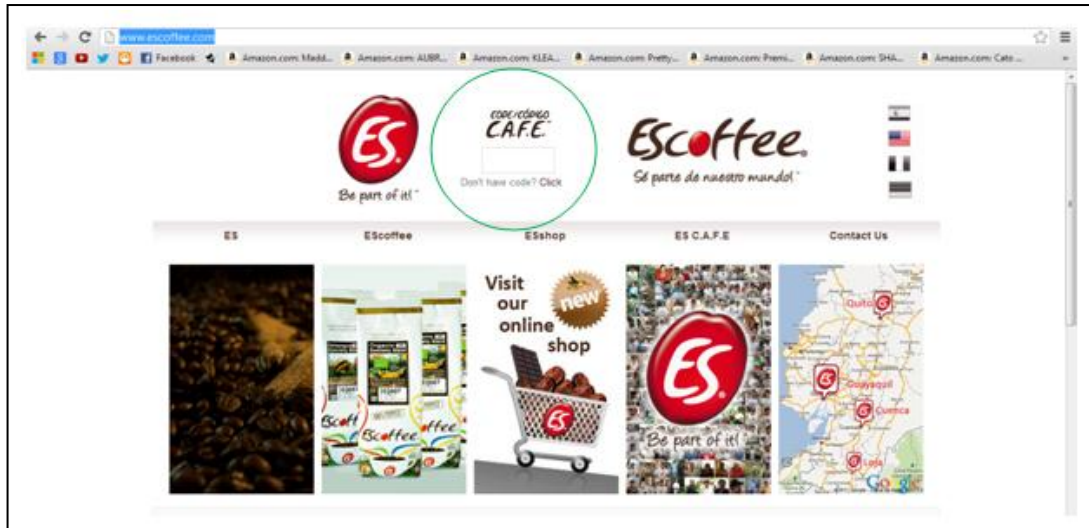 www.escoffee.com
Facebook
Amazon.com: Madd...
Amazon.com: AUBR...
Amazon.com: KLEA...
Amazon.com: Pretty...
Amazon.com: Premi...
Amazon.com: SHA...
Amazon.com: Cato ...
ES.
Be part of it!
CODE/CÓDIGO
C.A.F.E.
Don't have code? Click
EScoffee.
Sé parte de nuestro mundo!
ES
EScoffee
ESshop
ES C.A.F.E
Contact Us
EScoffee
Visit
our
online
shop
new
ES
ES.
Be part of it!
Quito
Guayaquil
Cuenca
Loja
Google